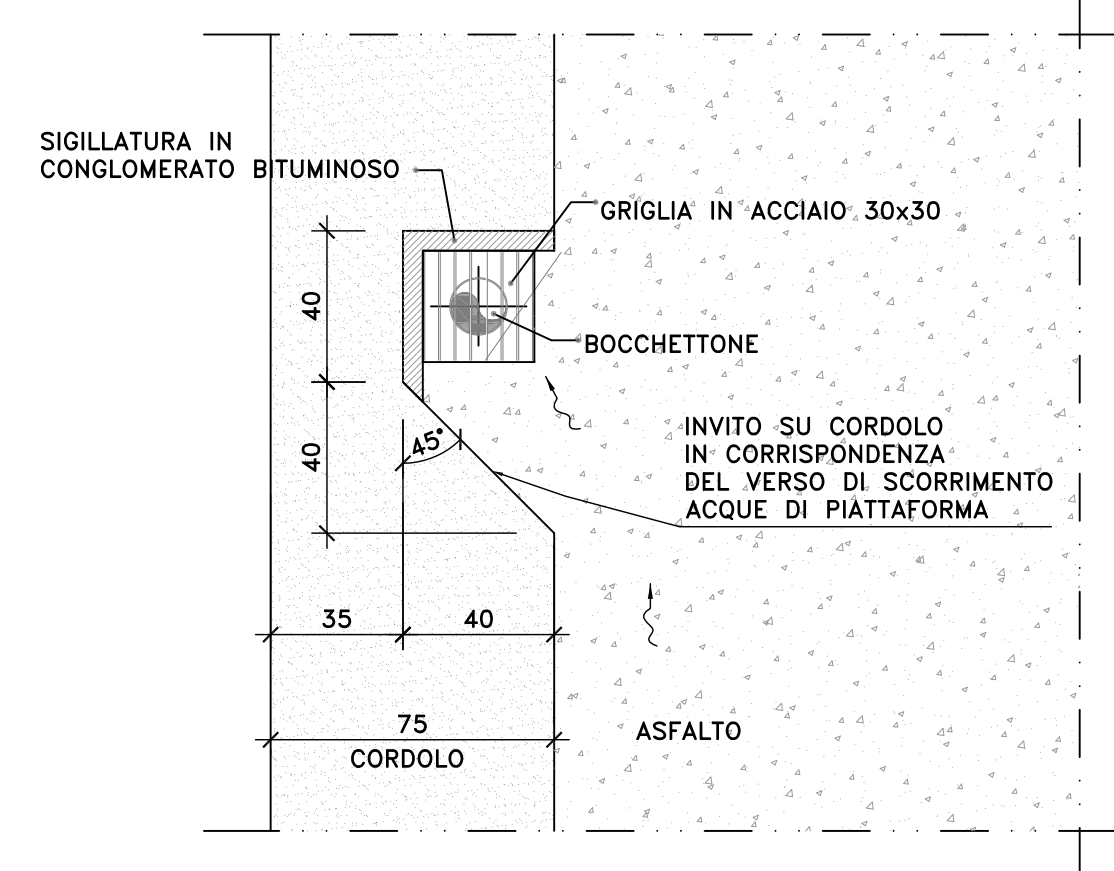 SIGILLATURA IN
CONGLOMERATO BITUMINOSO
GRIGLIA IN ACCIAIO 30x30
40
BOCCHETTONE
INVITO SU CORDOLO
IN CORRISPONDENZA
DEL VERSO DI SCORRIMENTO
ACQUE DI PIATTAFORMA
45°
40
35
40
75
CORDOLO
ASFALTO